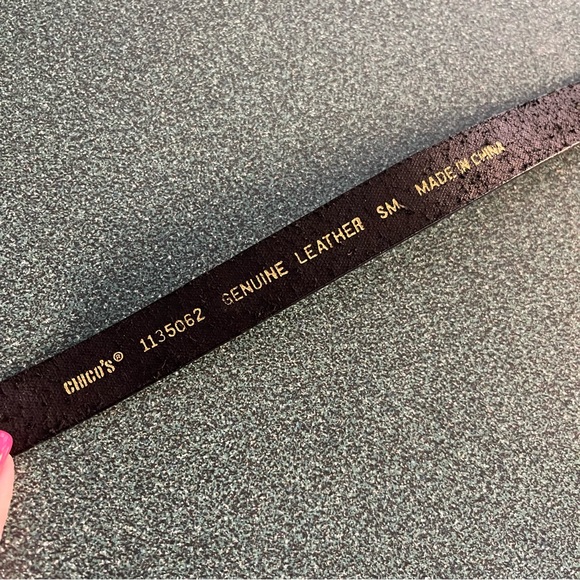 CHICO'S® 1135062 GENUINE LEATHER SM. MADE IN CHINA